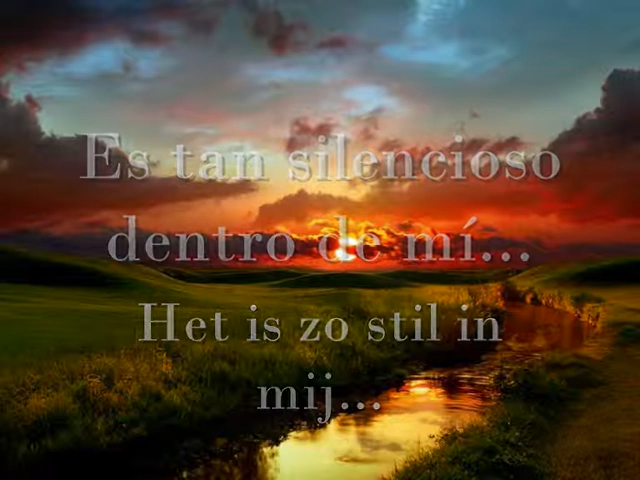 Es tan silencioso
dentro de mí...
Het is zo stil in
mij...